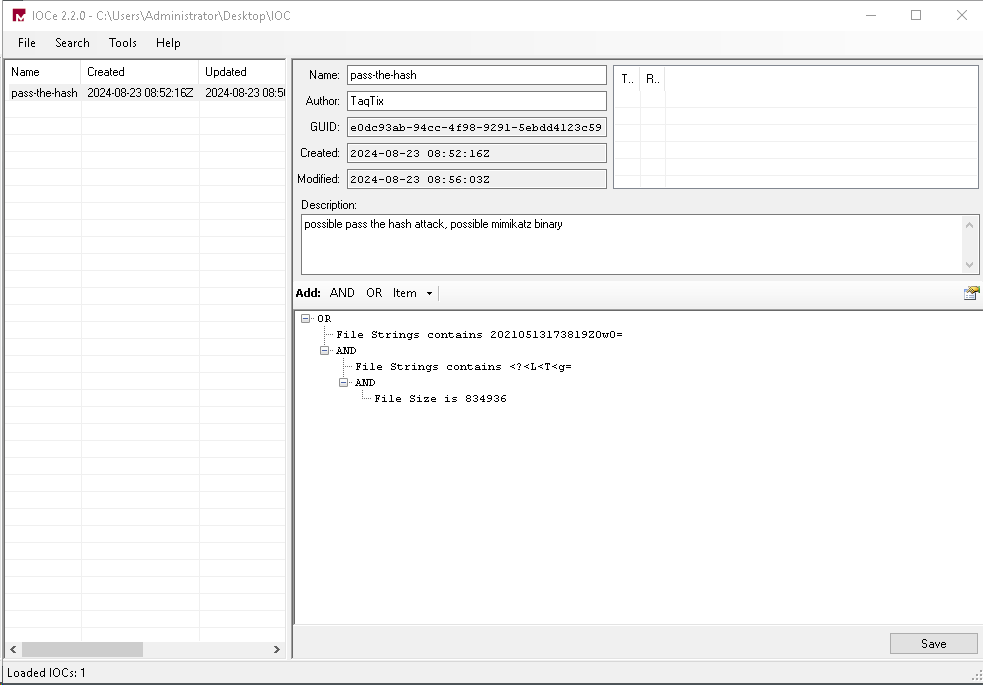 IOCe 2.2.0 - C:\Users\Administrator\Desktop\IOC
File Search Tools Help
Name Created Updated
pass-the-hash 2024-08-23 08:52:16Z 2024-08-23 08:5
Name: pass-the-hash
Author: TaqTix
GUID: e0dc93ab-94cc-4f98-9291-5ebdd4123c59
Created: 2024-08-23 08:52:16Z
Modified: 2024-08-23 08:56:03Z
T.. R..
Description:
possible pass the hash attack, possible mimikatz binary
Add: AND OR Item
OR
File Strings contains 20210513173819Z0w0=
AND
File Strings contains <?<L<T<g=
AND
File Size is 834936
Save
Loaded IOCs: 1